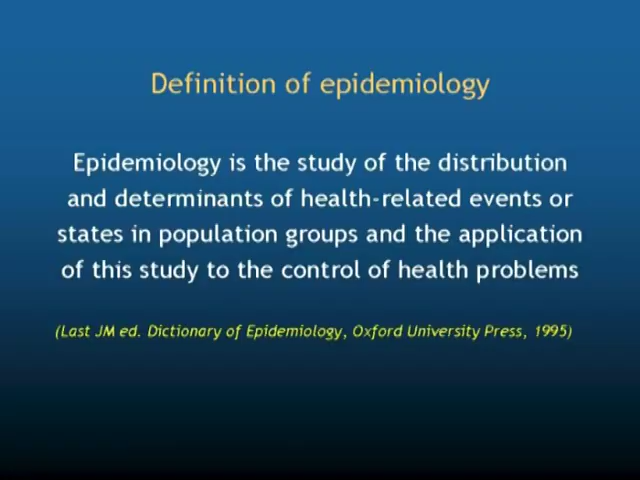 Definition of epidemiology
Epidemiology is the study of the distribution
and determinants of health-related events or
states in population groups and the application
of this study to the control of health problems
(Last JM ed. Dictionary of Epidemiology, Oxford University Press, 1995)